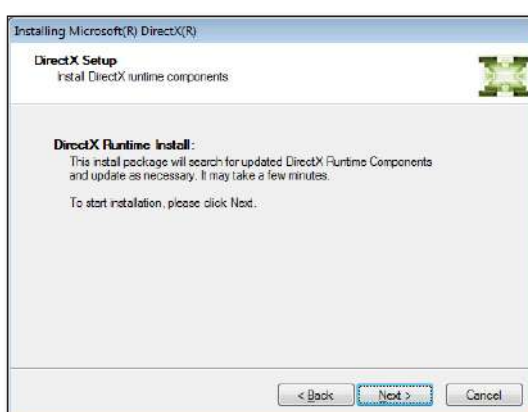 Installing Microsoft(R) DirectX(R)
DirectX Setup
Install DirectX runtime components
DirectX Runtime Install:
This install package will search for updated DirectX Runtime Components
and update as necessary. It may take a few minutes.
To start installation, please click Next.
< Back Next > Cancel